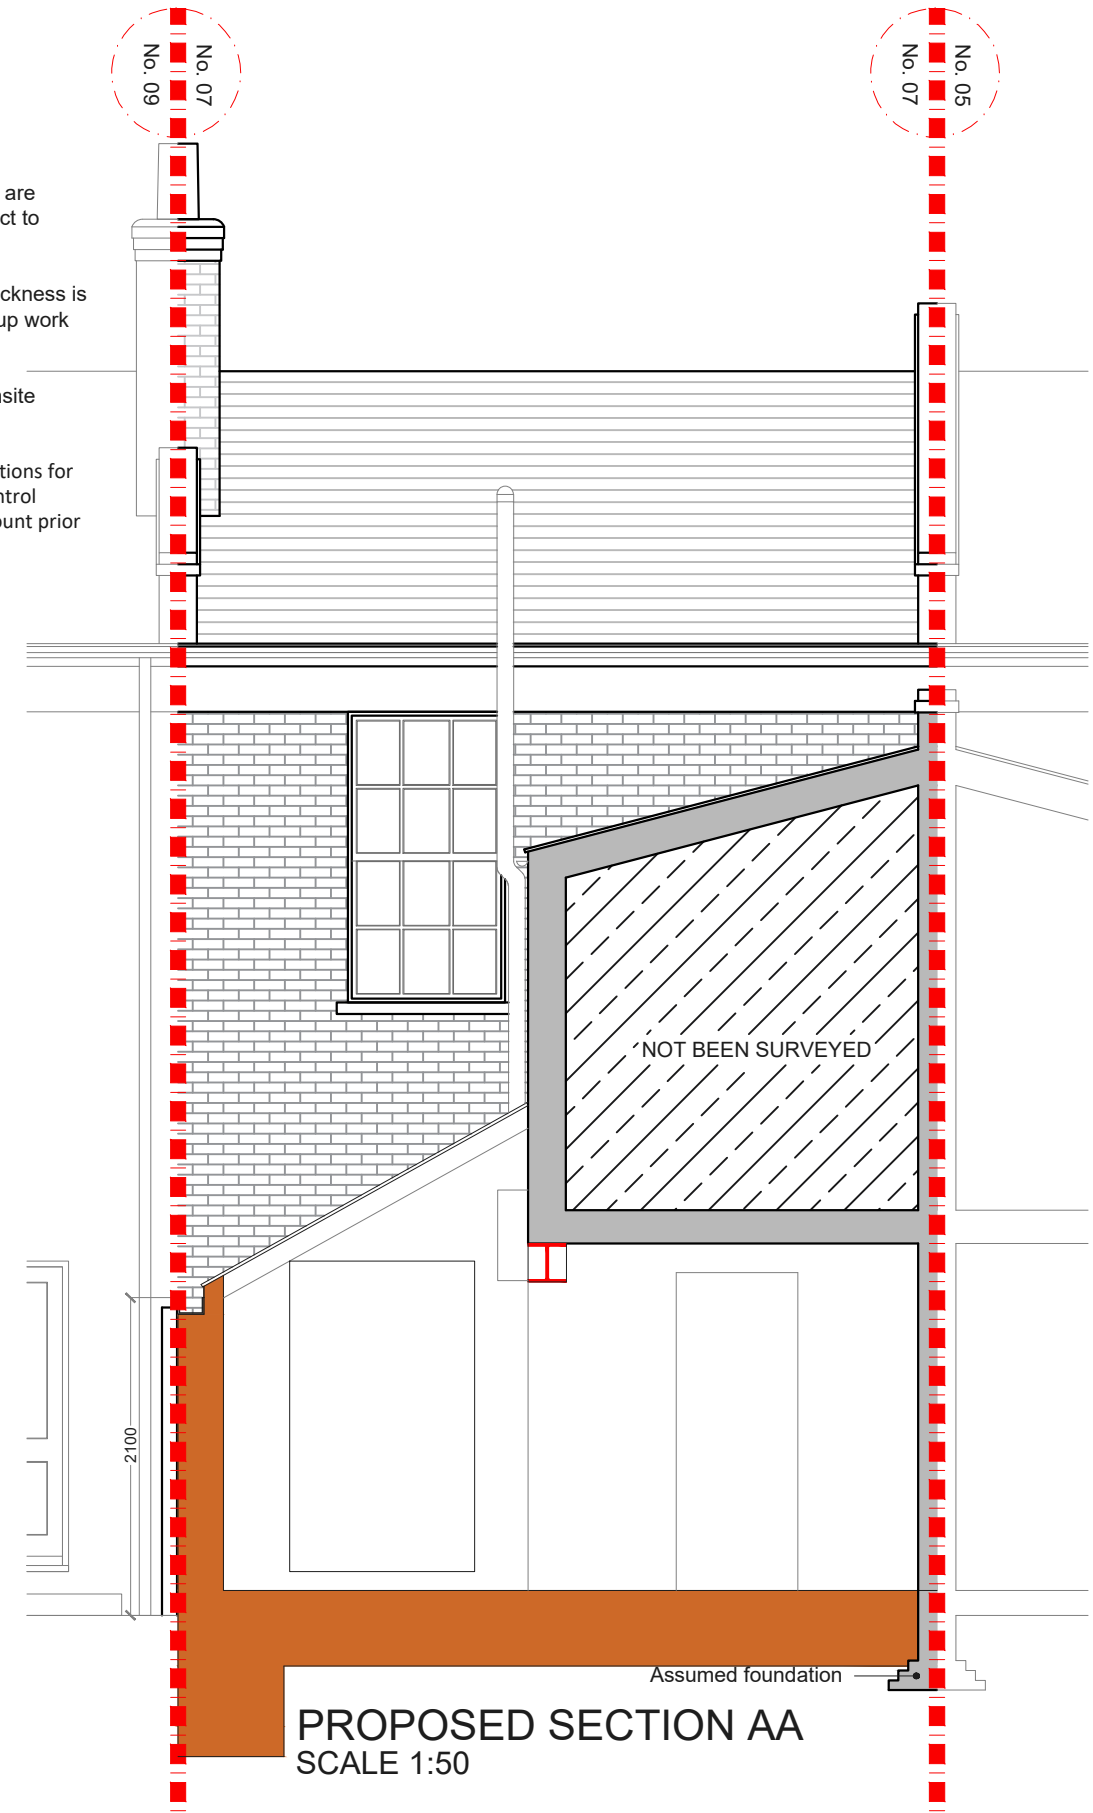 No. 09
No. 07
No. 07
No. 05
are
ct to
ckness is
up work
site
tions for
ntrol
unt prior
NOT BEEN SURVEYED
2100
Assumed foundation
PROPOSED SECTION AA
SCALE 1:50